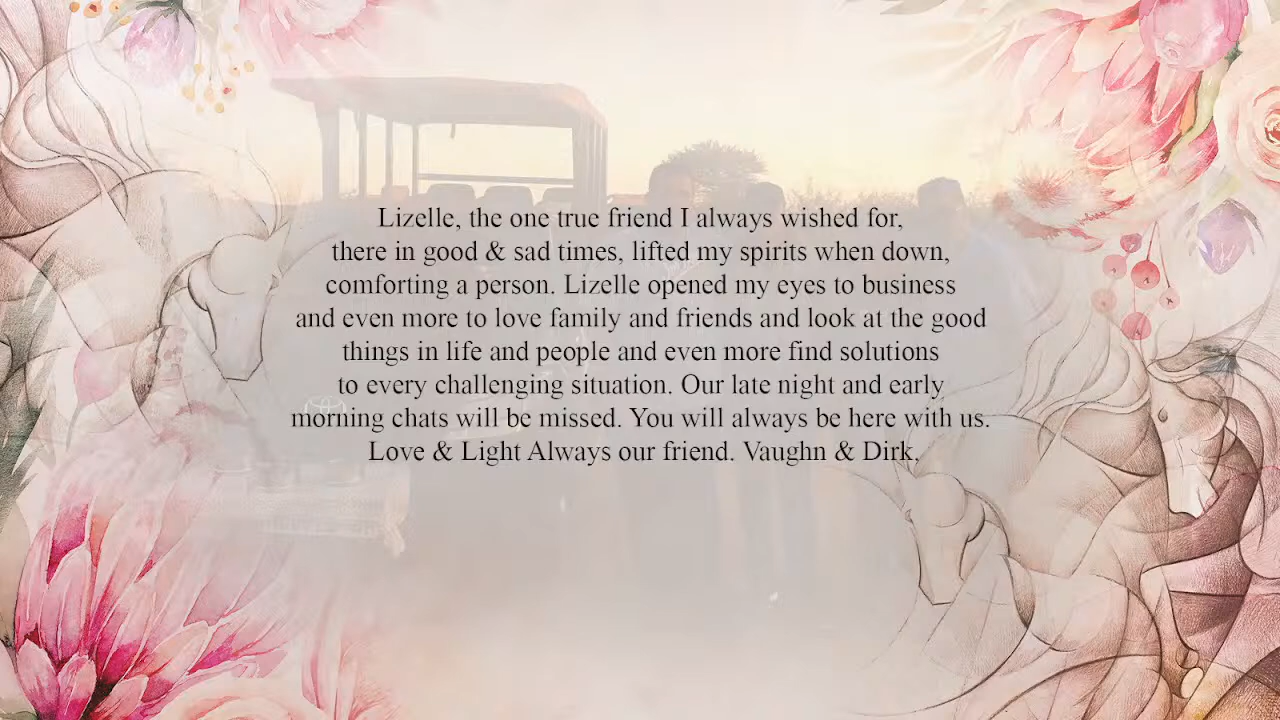 Lizelle, the one true friend I always wished for,
there in good & sad times, lifted my spirits when down,
comforting a person. Lizelle opened my eyes to business
and even more to love family and friends and look at the good
things in life and people and even more find solutions
to every challenging situation. Our late night and early
morning chats will be missed. You will always be here with us.
Love & Light Always our friend. Vaughn & Dirk.